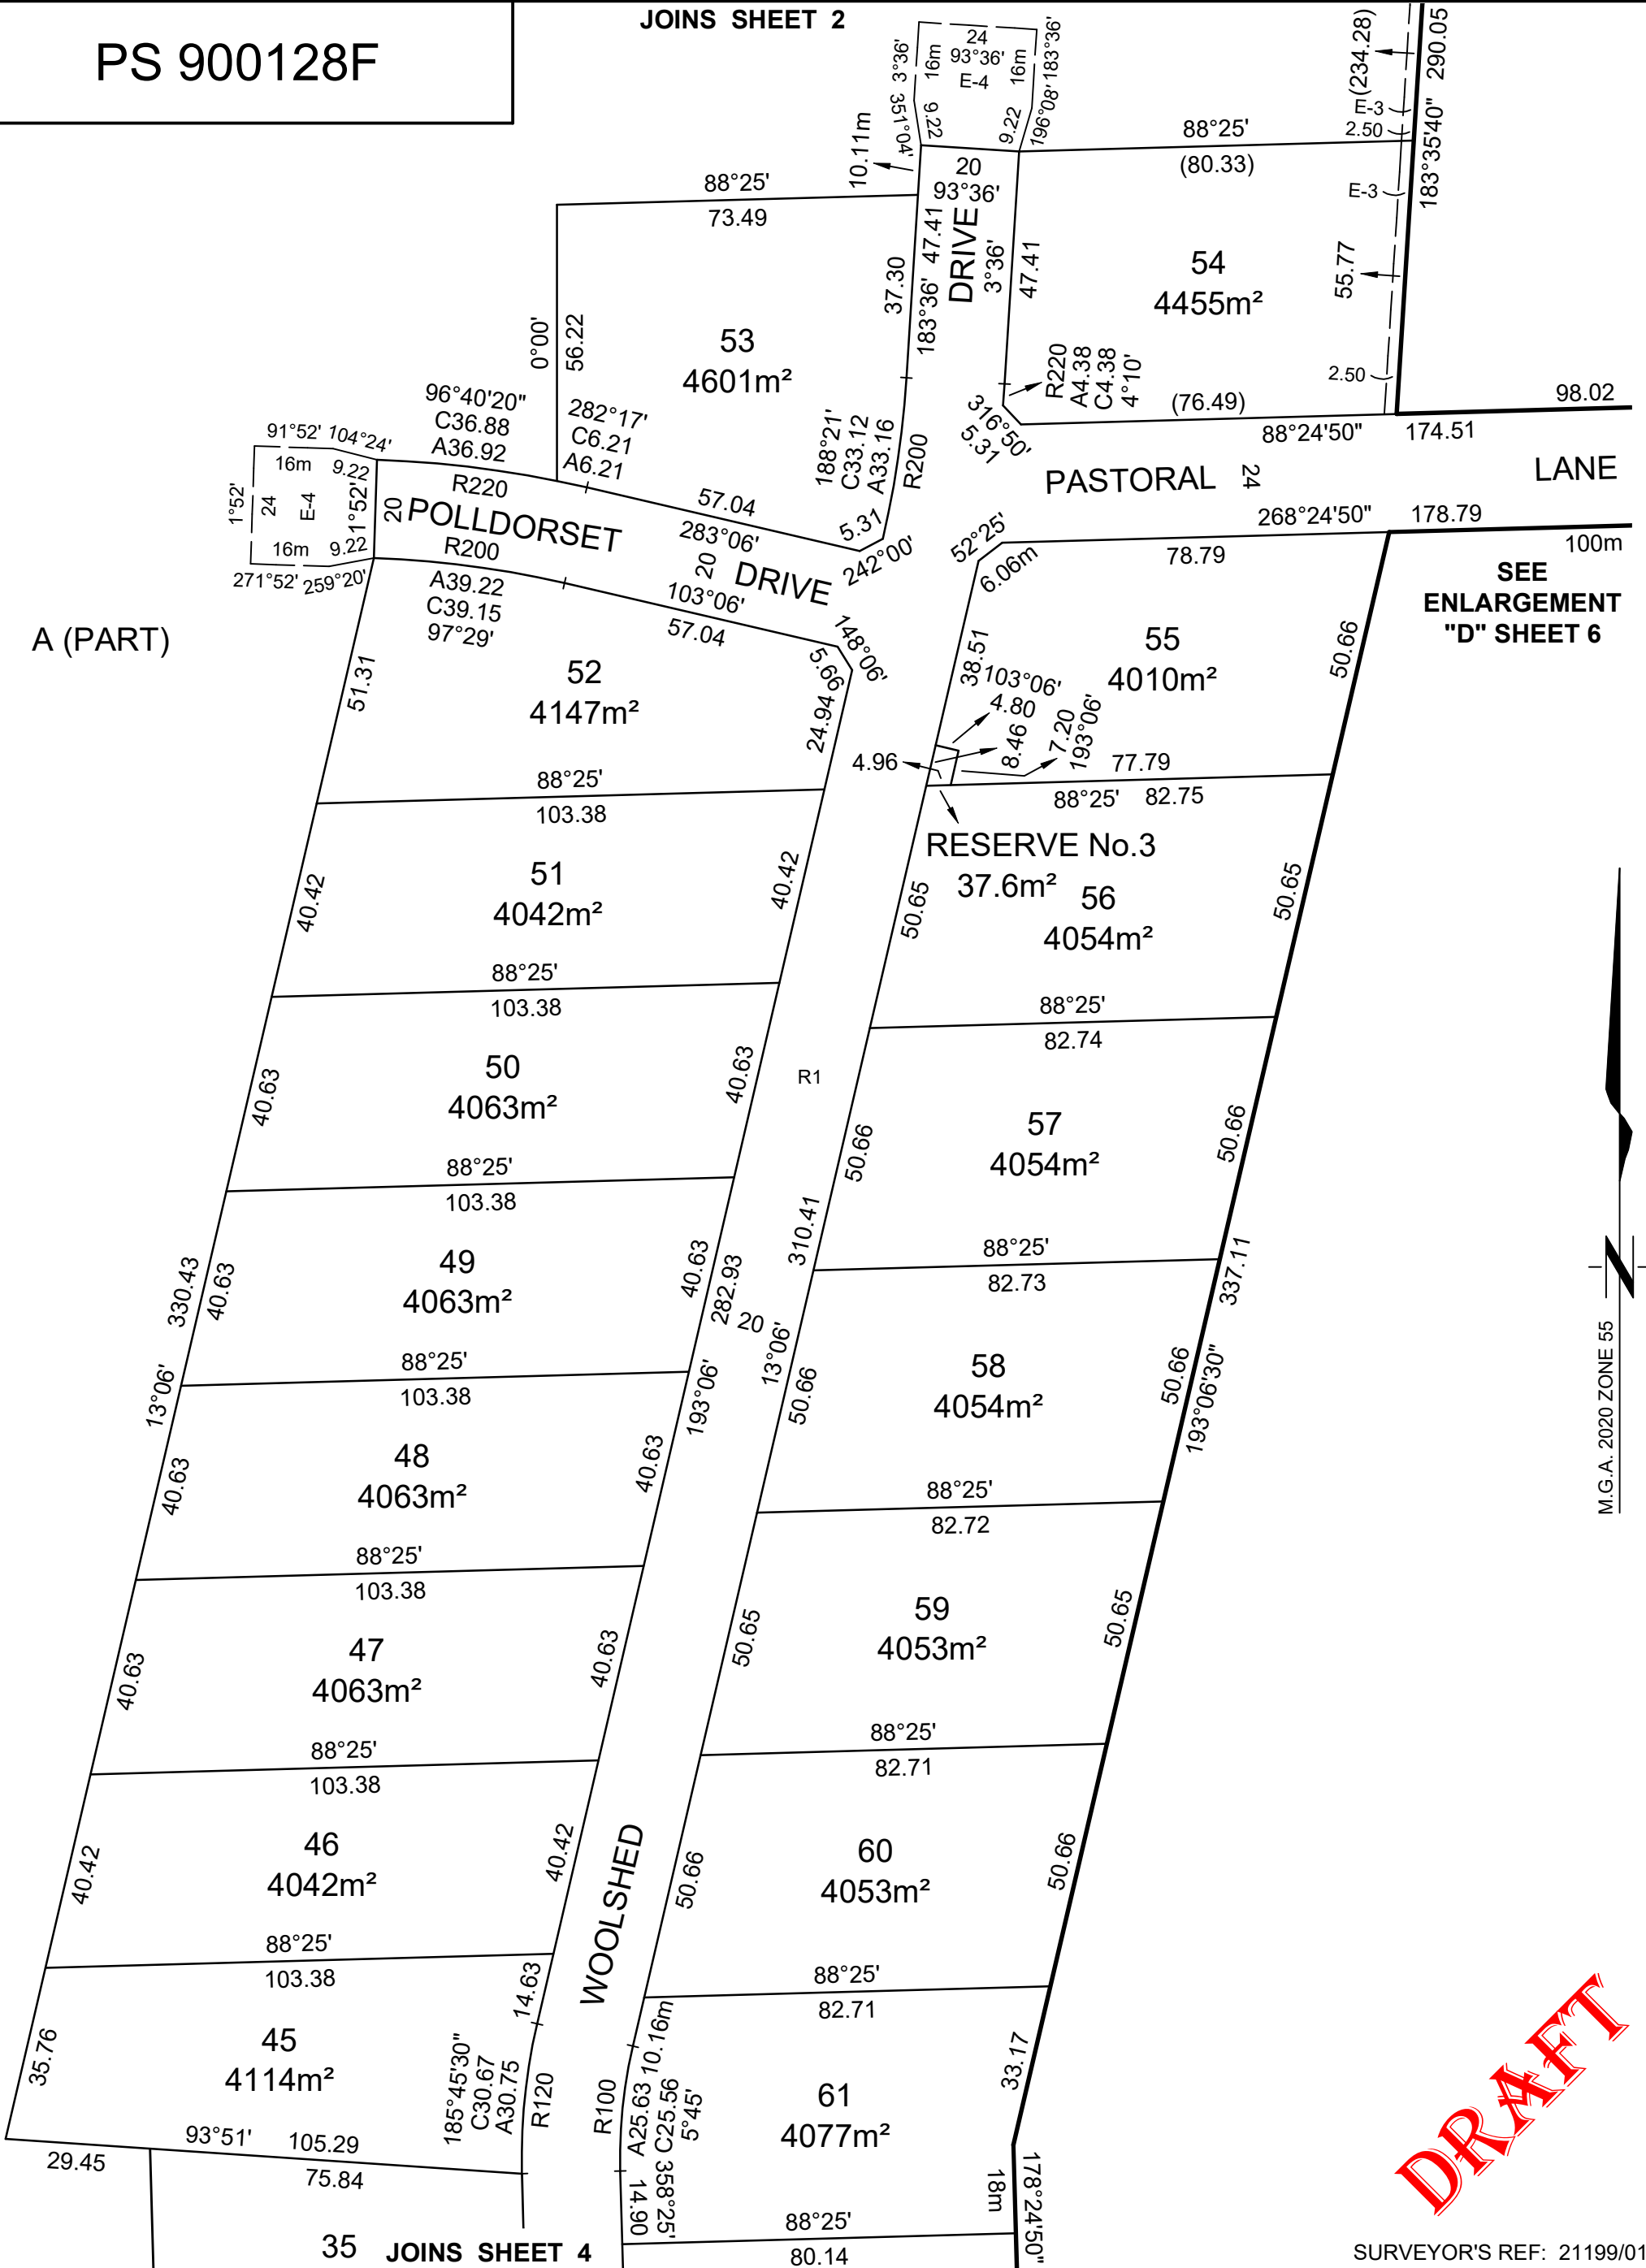 PS 900128F
JOINS SHEET 2
24
93°36'
E-4
16m
16m
3°36'
351°04'
9.22
9.22
183°36'
196°08'
10.11m
20
93°36'
88°25'
(80.33)
(234.28)
290.05
183°35'40"
E-3
2.50
E-3
55.77
2.50
88°25'
73.49
0°00'
56.22
53
4601m²
37.30
47.41
183°36'
DRIVE
3°36'
47.41
54
4455m²
R220
A4.38
C4.38
4°10'
316°50'
5.31
(76.49)
88°24'50"
98.02
174.51
96°40'20"
C36.88
A36.92
282°17'
C6.21
A6.21
188°21'
C33.12
A33.16
R200
91°52'
104°24'
16m
9.22
1°52'
24
E-4
1°52'
20
16m
9.22
271°52'
259°20'
R220
POLLDORSET
R200
57.04
283°06'
20
DRIVE
103°06'
57.04
5.31
242°00'
PASTORAL
24
LANE
268°24'50"
178.79
100m
52°25'
6.06m
78.79
SEE
ENLARGEMENT
"D" SHEET 6
A39.22
C39.15
97°29'
A (PART)
148°06'
5.66
51.31
52
4147m²
24.94
38.51
55
4010m²
50.66
103°06'
4.80
8.46
7.20
193°06'
4.96
77.79
88°25'
82.75
RESERVE No.3
37.6m²
88°25'
103.38
51
4042m²
40.42
40.42
50.65
56
4054m²
50.65
88°25'
103.38
88°25'
82.74
50
4063m²
40.63
40.63
R1
57
4054m²
50.66
50.66
88°25'
103.38
310.41
88°25'
82.73
337.11
49
4063m²
330.43
40.63
40.63
282.93
20
13°06'
193°06'
13°06'
50.66
58
4054m²
50.66
193°06'30"
88°25'
103.38
48
4063m²
40.63
40.63
88°25'
82.72
M.G.A. 2020 ZONE 55
N
88°25'
103.38
47
4063m²
40.63
40.63
50.65
59
4053m²
50.65
88°25'
103.38
88°25'
82.71
46
4042m²
40.42
40.42
WOOLSHED
50.66
60
4053m²
50.66
88°25'
103.38
88°25'
82.71
45
4114m²
35.76
14.63
185°45'30"
C30.67
A30.75
R120
R100
10.16m
A25.63
C25.56
5°45'
61
4077m²
33.17
93°51'
105.29
29.45
75.84
14.90
358°25'
18m
178°24'50"
88°25'
80.14
35
JOINS SHEET 4
DRAFT
SURVEYOR'S REF: 21199/01